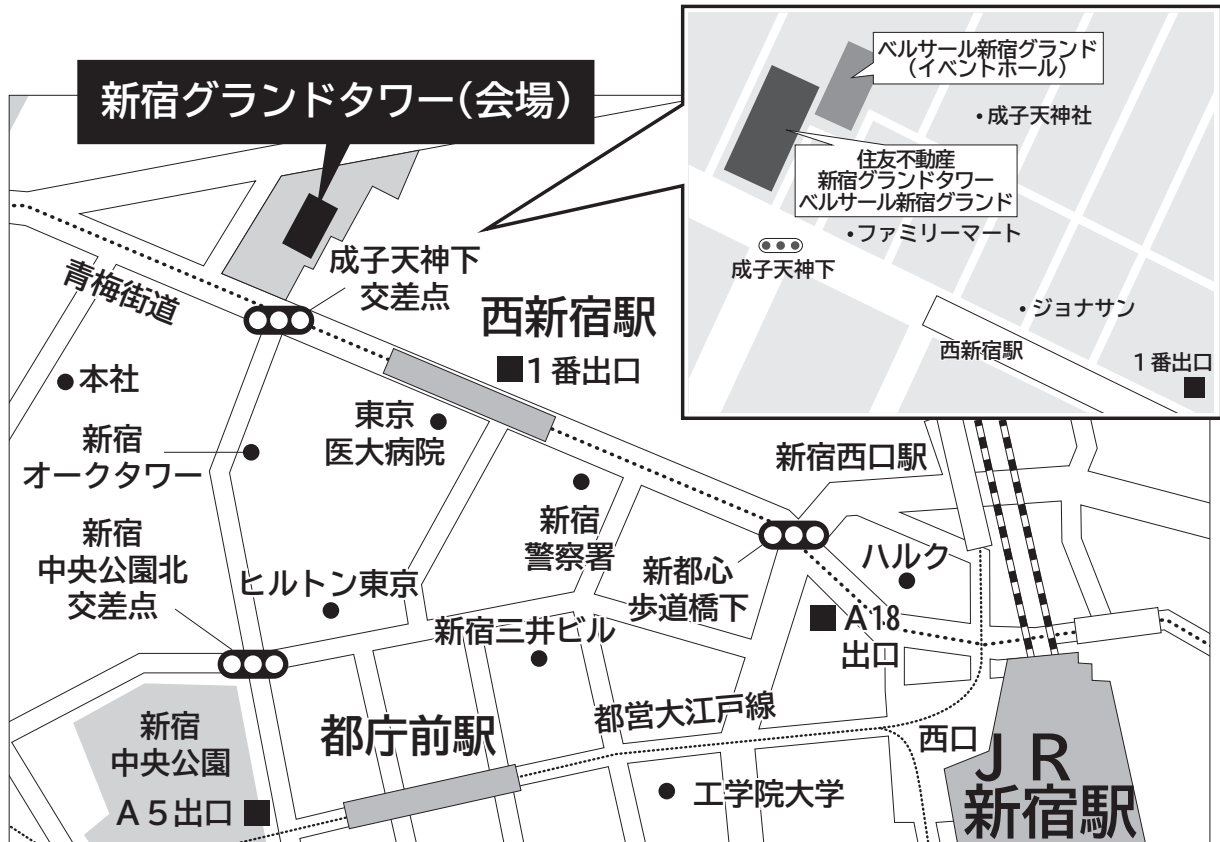 新宿グランドタワー(会場)
ベルサール新宿グランド
(イベントホール)
・成子天神社
住友不動産
新宿グランドタワー
ベルサール新宿グランド
・ファミリーマート
成子天神下
・ジョナサン
西新宿駅
1番出口
成子天神下
交差点
青梅街道
西新宿駅
1番出口
本社
東京
医大病院
新宿
オークタワー
新宿西口駅
新宿
警察署
新宿
中央公園北
交差点
ヒルトン東京
新都心
歩道橋下
ハルク
A18
出口
新宿三井ビル
都営大江戸線
新宿
中央公園
都庁前駅
西口
JR
新宿駅
A5出口
工学院大学